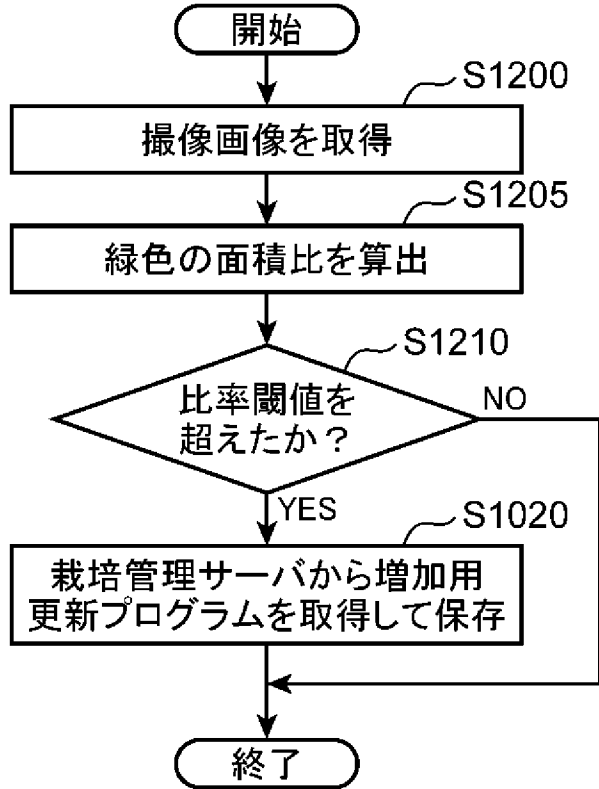 開始
S1200
撮像画像を取得
S1205
緑色の面積比を算出
S1210
比率閾値を
超えたか？
NO
YES
S1020
栽培管理サーバから増加用
更新プログラムを取得して保存
終了